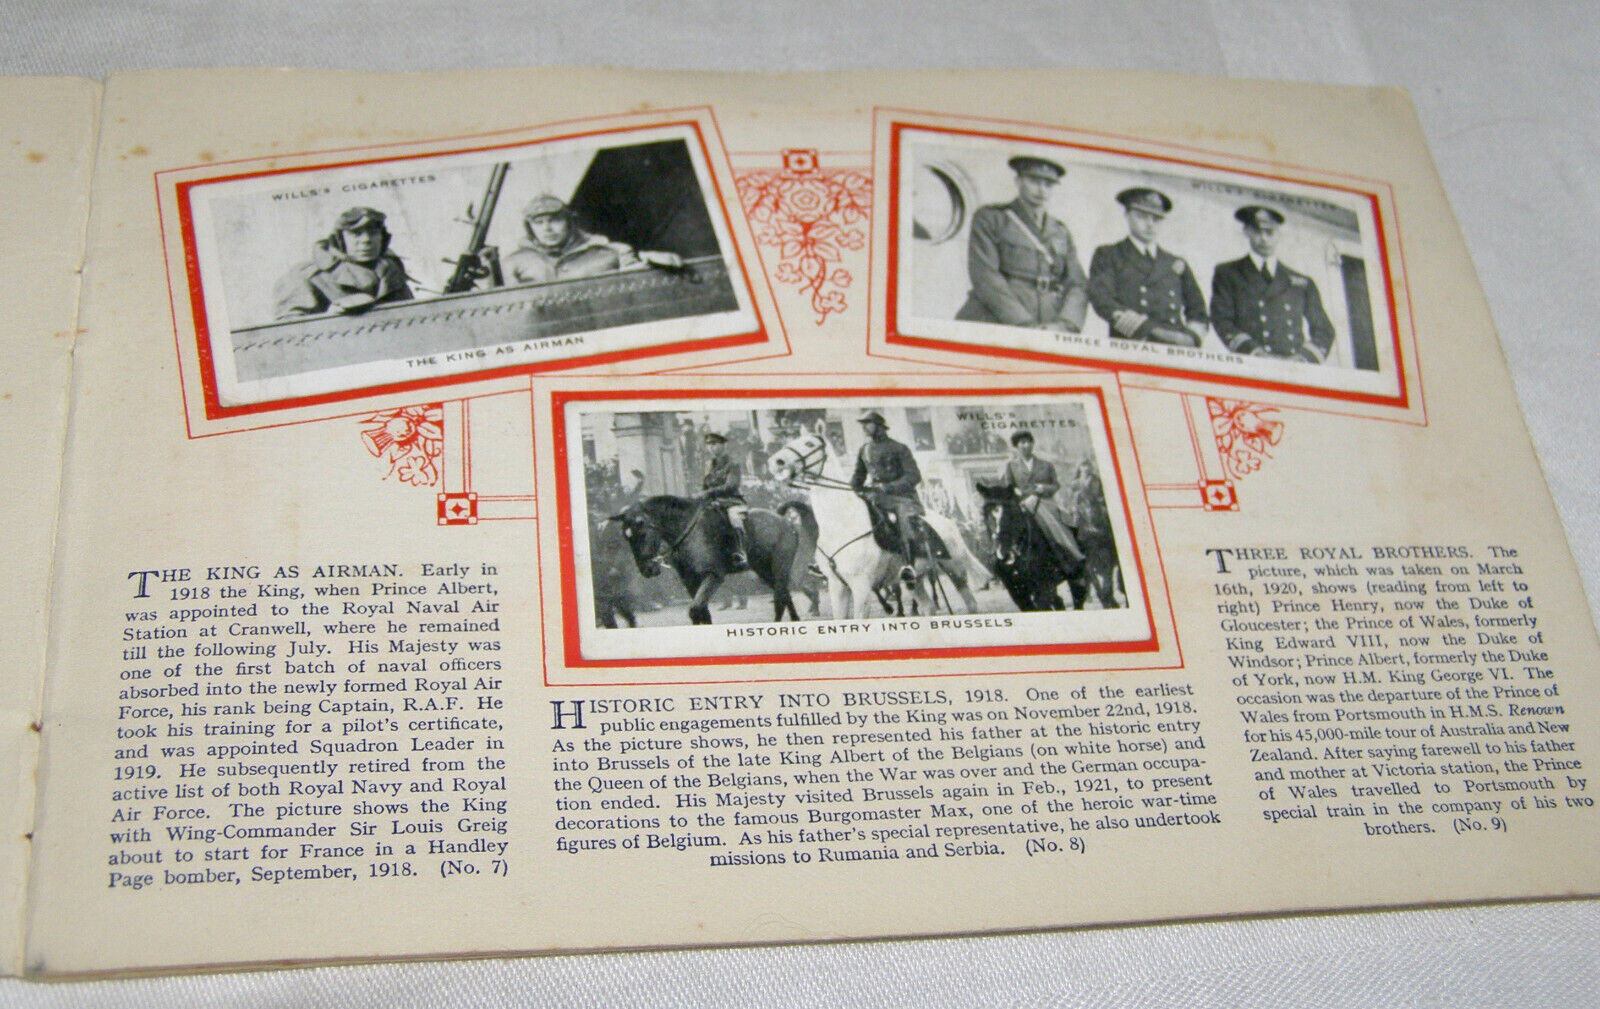 WILLS'S CIGARETTES
THE KING AS AIRMAN
WILLS'S CIGARETTES
THREE ROYAL BROTHERS
WILLS'S
CIGARETTES
HISTORIC ENTRY INTO BRUSSELS
THE KING AS AIRMAN. Early in
1918 the King, when Prince Albert,
was appointed to the Royal Naval Air
Station at Cranwell, where he remained
till the following July. His Majesty was
one of the first batch of naval officers
absorbed into the newly formed Royal Air
Force, his rank being Captain, R.A.F. He
took his training for a pilot's certificate,
and was appointed Squadron Leader in
1919. He subsequently retired from the
active list of both Royal Navy and Royal
Air Force. The picture shows the King
with Wing-Commander Sir Louis Greig
about to start for France in a Handley
Page bomber, September, 1918. (No. 7)
HISTORIC ENTRY INTO BRUSSELS, 1918. One of the earliest
public engagements fulfilled by the King was on November 22nd, 1918.
As the picture shows, he then represented his father at the historic entry
into Brussels of the late King Albert of the Belgians (on white horse) and
the Queen of the Belgians, when the War was over and the German occupa-
tion ended. His Majesty visited Brussels again in Feb., 1921, to present
decorations to the famous Burgomaster Max, one of the heroic war-time
figures of Belgium. As his father's special representative, he also undertook
missions to Rumania and Serbia. (No. 8)
THREE ROYAL BROTHERS. The
picture, which was taken on March
16th, 1920, shows (reading from left to
right) Prince Henry, now the Duke of
Gloucester; the Prince of Wales, formerly
King Edward VIII, now the Duke of
Windsor; Prince Albert, formerly the Duke
of York, now H.M. King George VI. The
occasion was the departure of the Prince of
Wales from Portsmouth in H.M.S. Renown
for his 45,000-mile tour of Australia and New
Zealand. After saying farewell to his father
and mother at Victoria station, the Prince
of Wales travelled to Portsmouth by
special train in the company of his two
brothers. (No. 9)